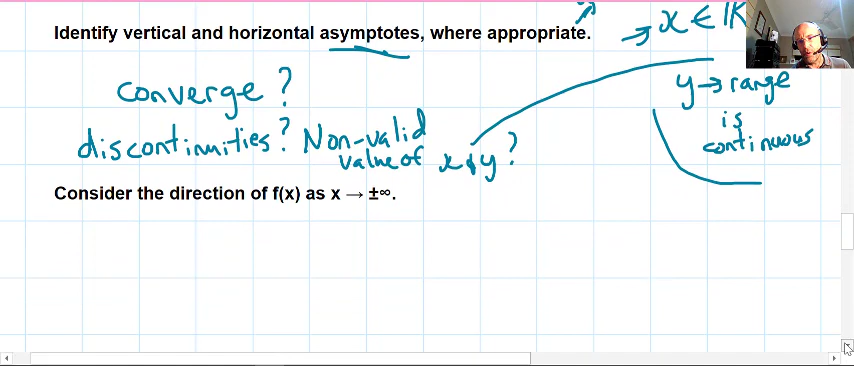 Identify vertical and horizontal asymptotes, where appropriate.
→ x ∈ ℝ
converge?
y → range
is
continuous
discontinuities? Non-valid
value of x & y?
Consider the direction of f(x) as x → ±∞.